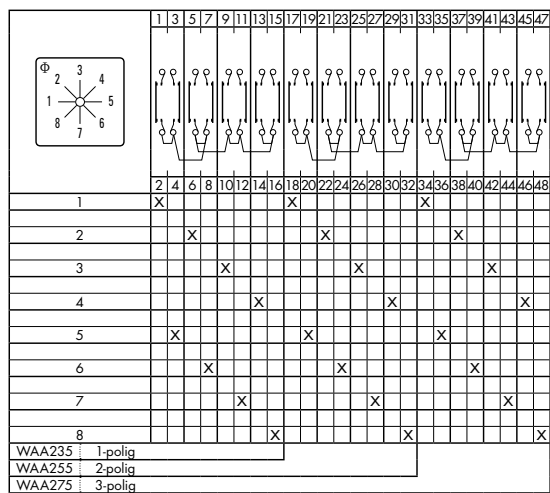 1 3 5 7 9 11 13 15 17 19 21 23 25 27 29 31 33 35 37 39 41 43 45 47
Φ
3
2 4
1 5
8 6
7
2 4 6 8 10 12 14 16 18 20 22 24 26 28 30 32 34 36 38 40 42 44 46 48
1 X X X
2 X X X
3 X X X
4 X X X
5 X X X
6 X X X
7 X X X
8 X X X
WAA235 1-polig
WAA255 2-polig
WAA275 3-polig